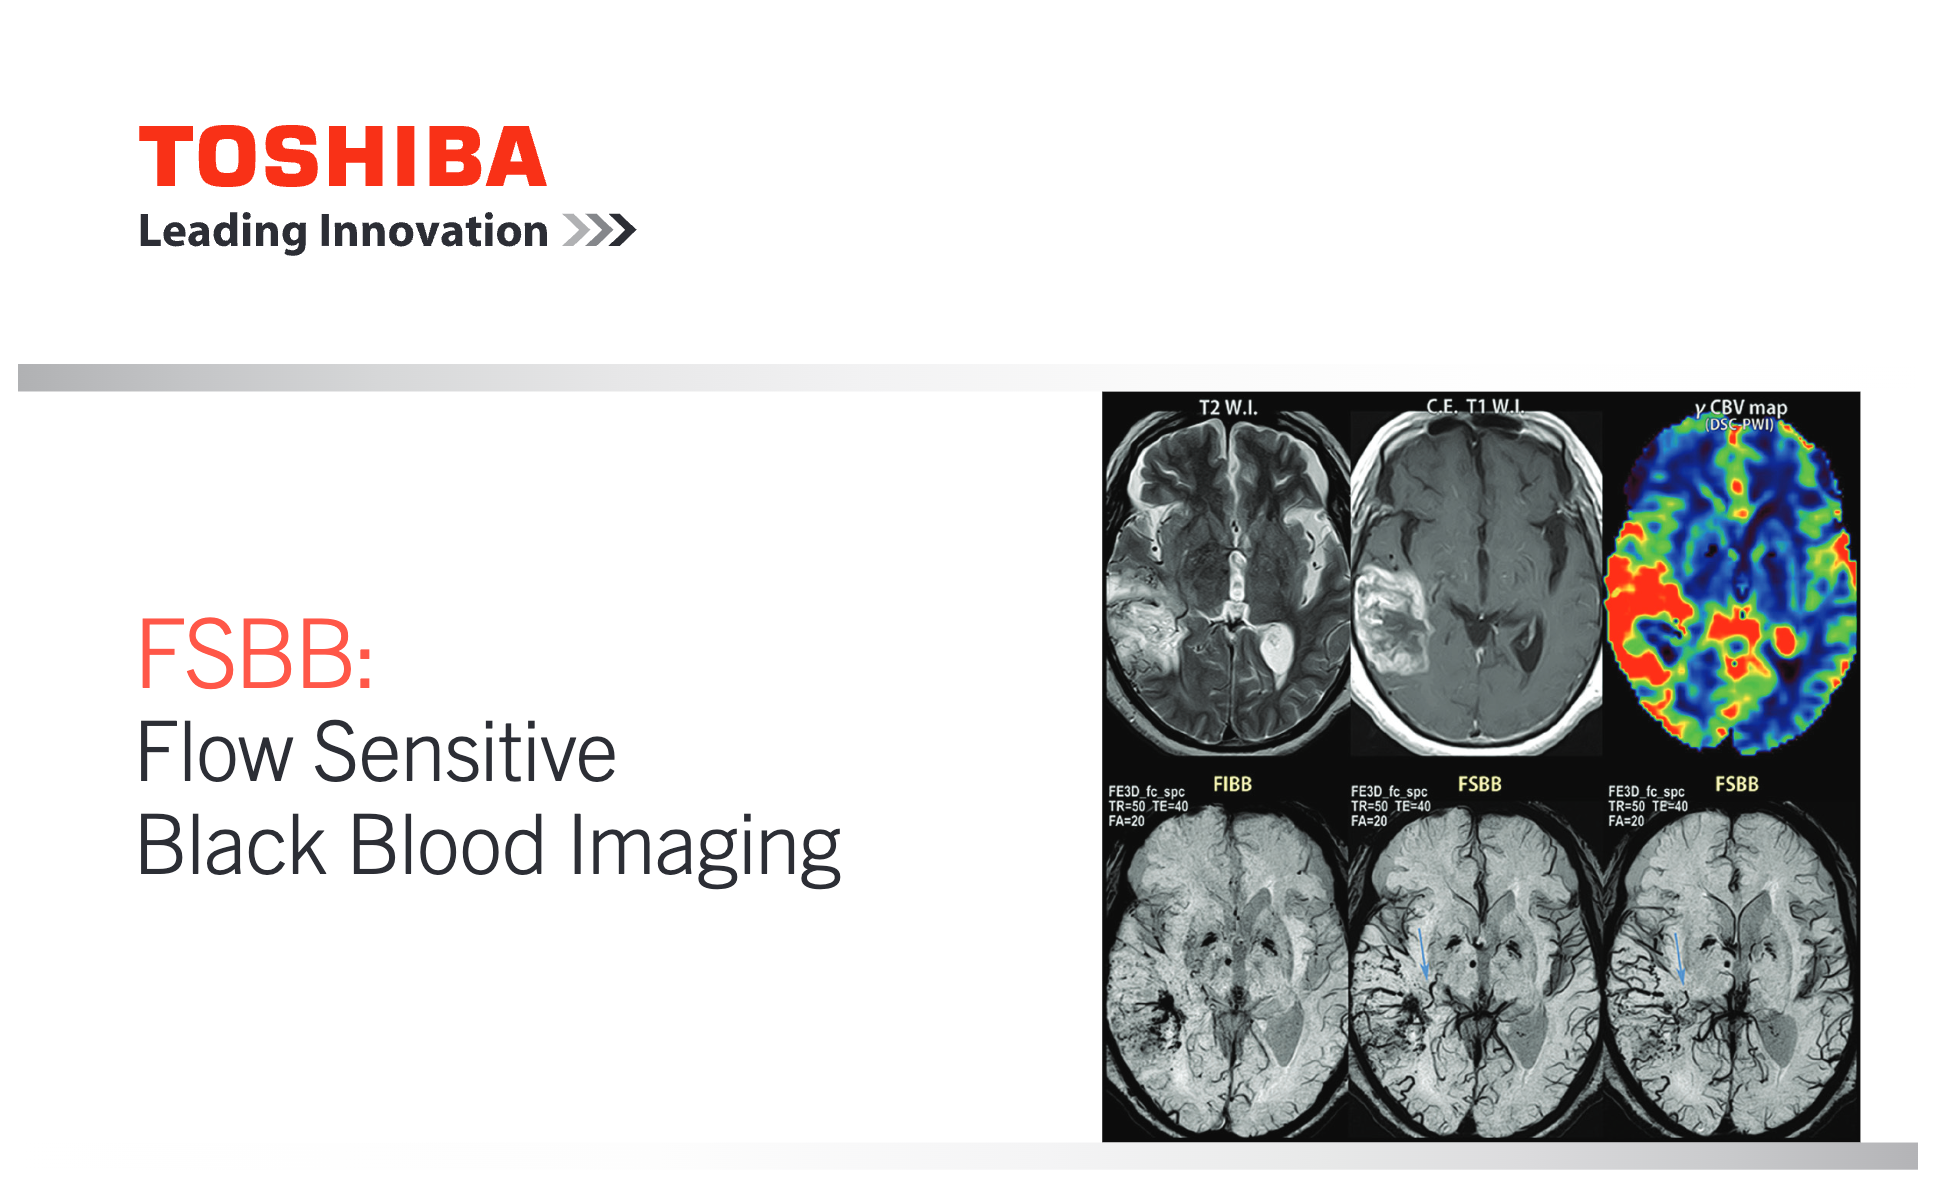 TOSHIBA
Leading Innovation
FSBB:
Flow Sensitive
Black Blood Imaging
T2 W.I.
C.E. T1 W.I.
γ CBV map
(DSC-PWI)
FIBB
FE3D_fc_spc
TR=50 TE=40
FA=20
FSBB
FE3D_fc_spc
TR=50 TE=40
FA=20
FSBB
FE3D_fc_spc
TR=50 TE=40
FA=20